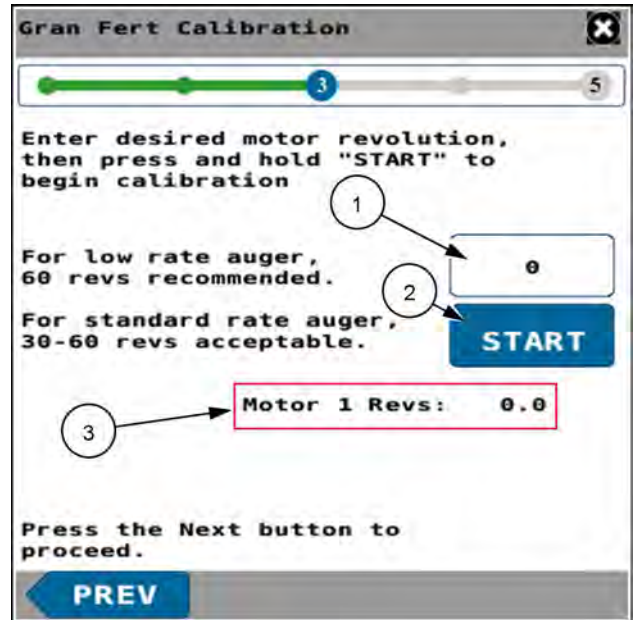 Gran Fert Calibration
3
5
Enter desired motor revolution,
then press and hold "START" to
begin calibration
1
For low rate auger,
60 revs recommended.
0
2
For standard rate auger,
30-60 revs acceptable.
START
3
Motor 1 Revs: 0.0
Press the Next button to
proceed.
PREV